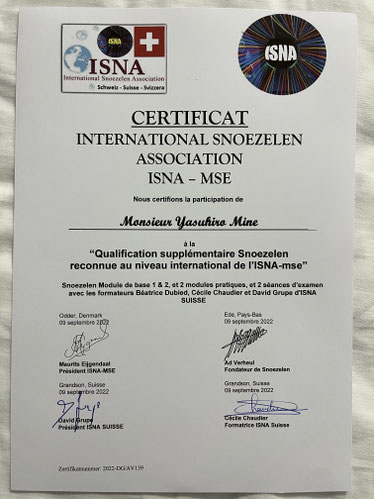 ISNA
International Snoezelen Association
Schweiz - Suisse - Svizzera
ISNA
CERTIFICAT
INTERNATIONAL SNOEZELEN
ASSOCIATION
ISNA – MSE
Nous certifions la participation de
Monsieur Yasuhiro Mine
à la
“Qualification supplémentaire Snoezelen
reconnue au niveau international de l’ISNA-mse”
Snoezelen Module de base 1 & 2, et 2 modules pratiques, et 2 séances d'examen
avec les formateurs Béatrice Dubied, Cécile Chaudier et David Grupe d'ISNA
SUISSE
Odder, Denmark
09 septembre 2022
Maurits Eijgendaal
Président ISNA-MSE
Ede, Pays-Bas
09 septembre 2022
Ad Verheul
Fondateur de Snoezelen
Grandson, Suisse
09 septembre 2022
David Grupe
Président ISNA SUISSE
Grandson, Suisse
09 septembre 2022
Cécile Chaudier
Formatrice ISNA Suisse
Zertifikatnummer: 2022-DG/AV159